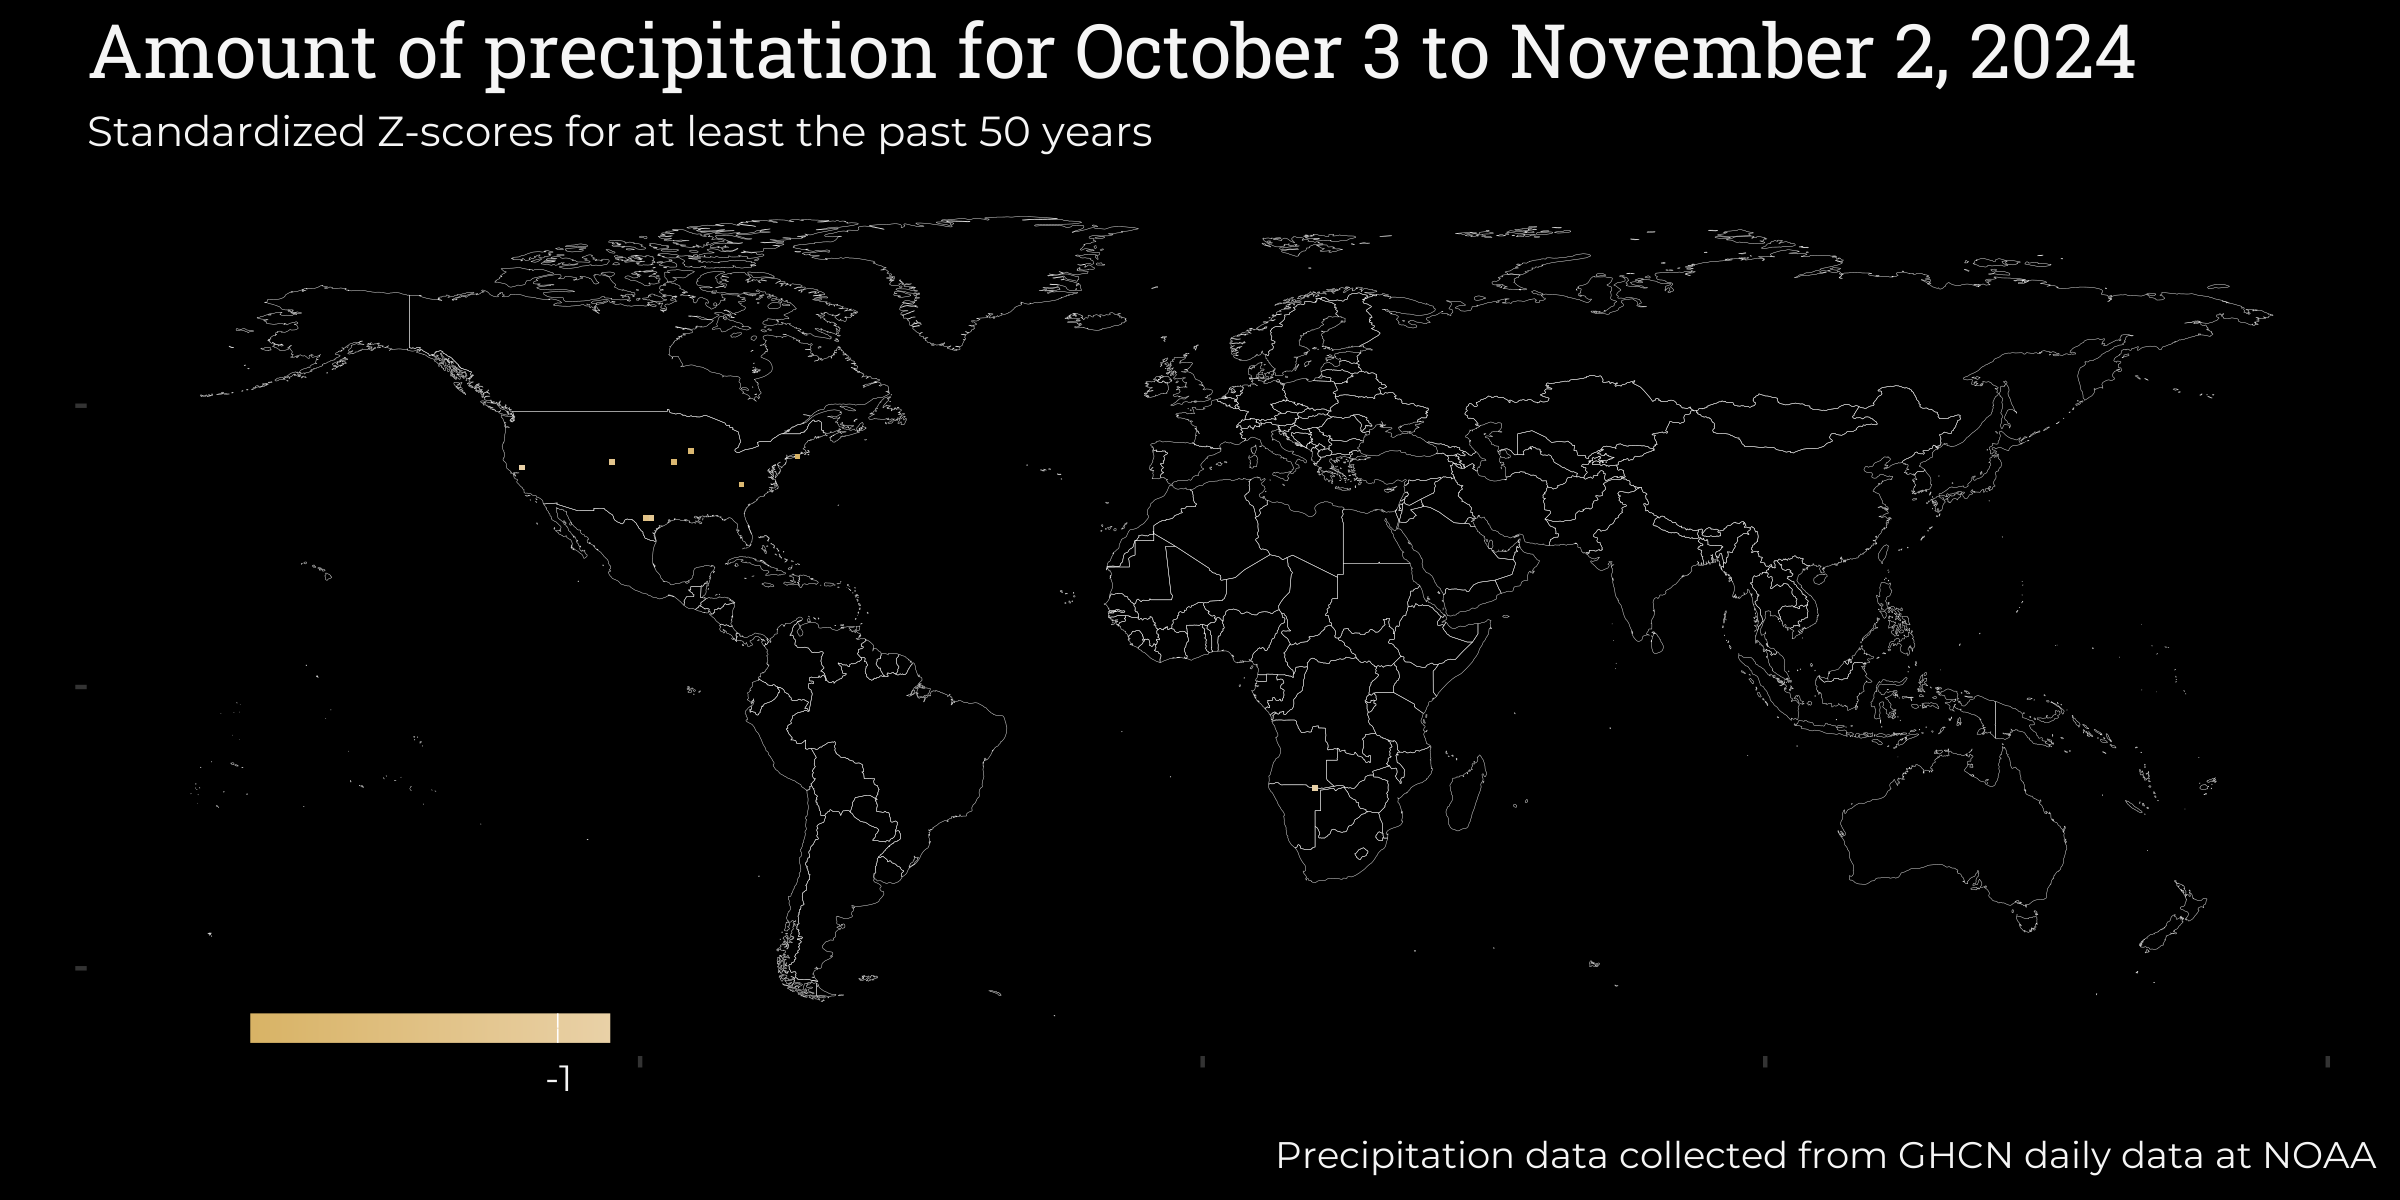 Amount of precipitation for October 3 to November 2, 2024
Standardized Z-scores for at least the past 50 years
-1
Precipitation data collected from GHCN daily data at NOAA